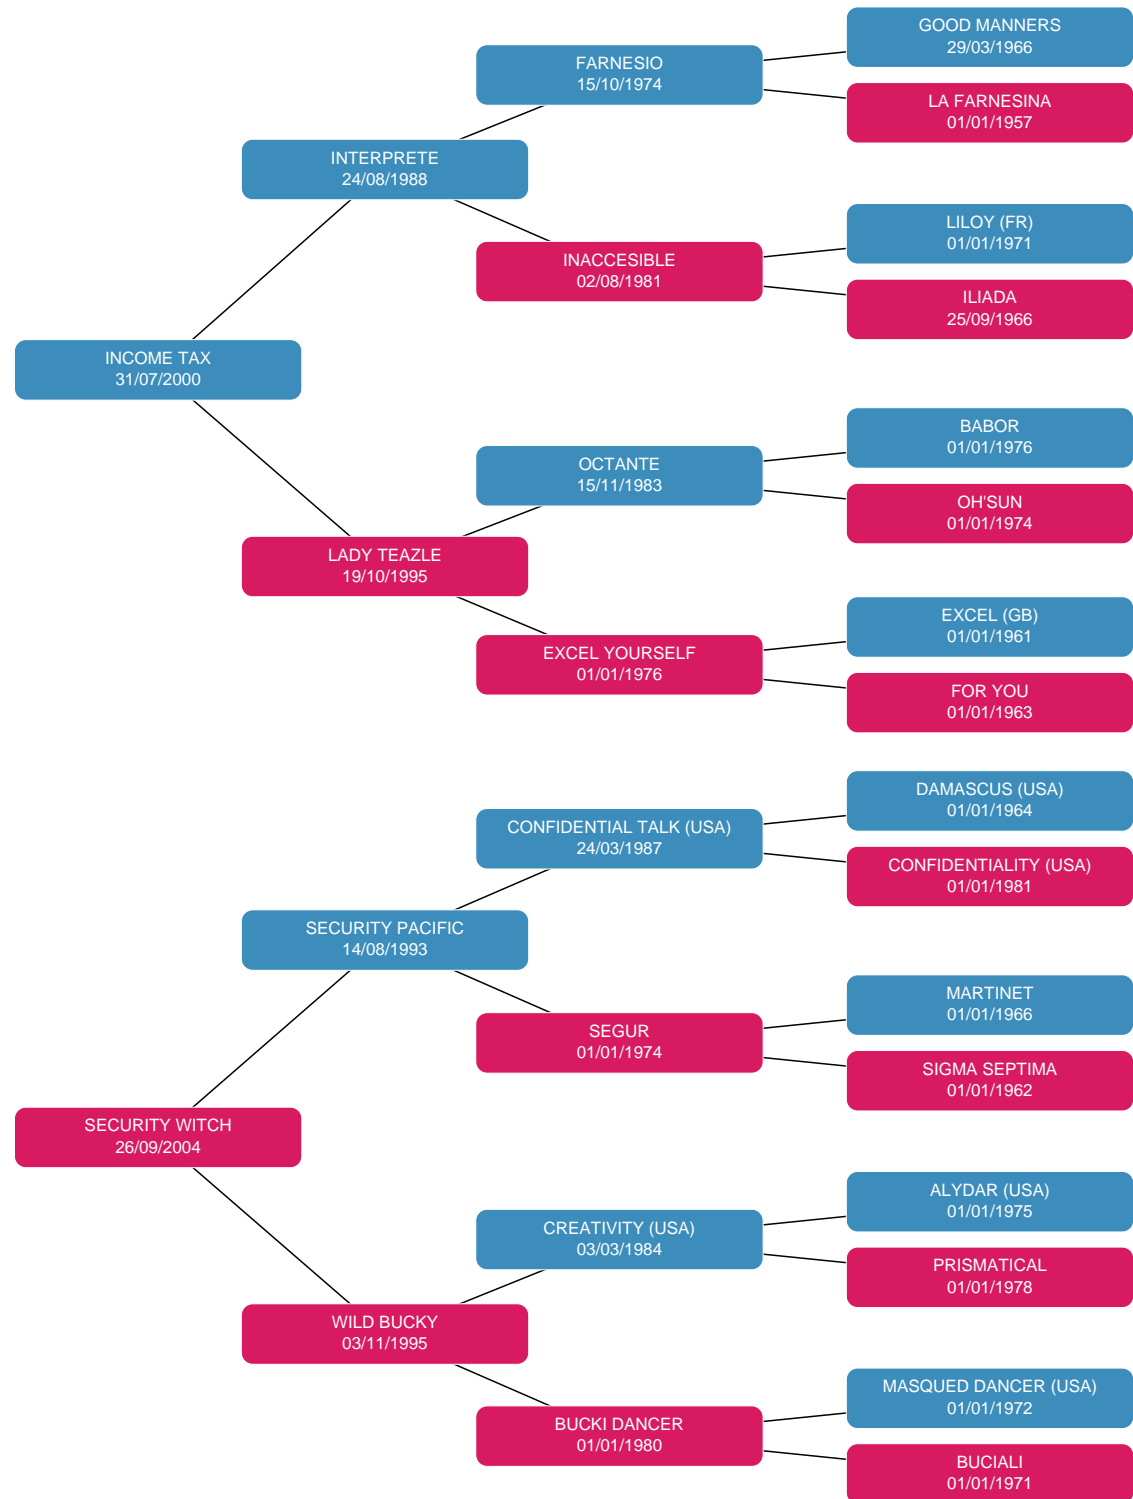 GOOD MANNERS
29/03/1966
FARNESIO
15/10/1974
LA FARNESINA
01/01/1957
INTERPRETE
24/08/1988
LILOY (FR)
01/01/1971
INACCESIBLE
02/08/1981
ILIADA
25/09/1966
INCOME TAX
31/07/2000
BABOR
01/01/1976
OCTANTE
15/11/1983
OH'SUN
01/01/1974
LADY TEAZLE
19/10/1995
EXCEL (GB)
01/01/1961
EXCEL YOURSELF
01/01/1976
FOR YOU
01/01/1963
DAMASCUS (USA)
01/01/1964
CONFIDENTIAL TALK (USA)
24/03/1987
CONFIDENTIALITY (USA)
01/01/1981
SECURITY PACIFIC
14/08/1993
MARTINET
01/01/1966
SEGUR
01/01/1974
SIGMA SEPTIMA
01/01/1962
SECURITY WITCH
26/09/2004
ALYDAR (USA)
01/01/1975
CREATIVITY (USA)
03/03/1984
PRISMATICAL
01/01/1978
WILD BUCKY
03/11/1995
MASQUED DANCER (USA)
01/01/1972
BUCKI DANCER
01/01/1980
BUCIALI
01/01/1971